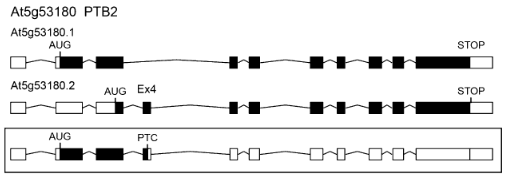 At5g53180 PTB2
At5g53180.1
AUG STOP
At5g53180.2
AUG Ex4 STOP
AUG PTC